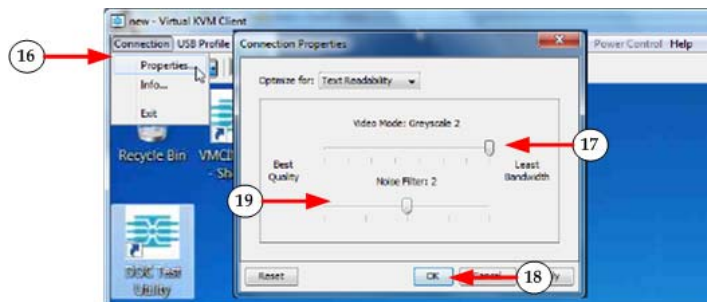 new - Virtual KVM Client
Connection USB Profile
Power Control Help
16
Properties...
Info...
Exit
Recycle Bin
Connection Properties
Optimize for: Text Readability
Video Mode: Greyscale 2
17
Best
Quality
Least
Bandwidth
Noise Filter: 2
19
Reset
OK
Cancel
18
Utility